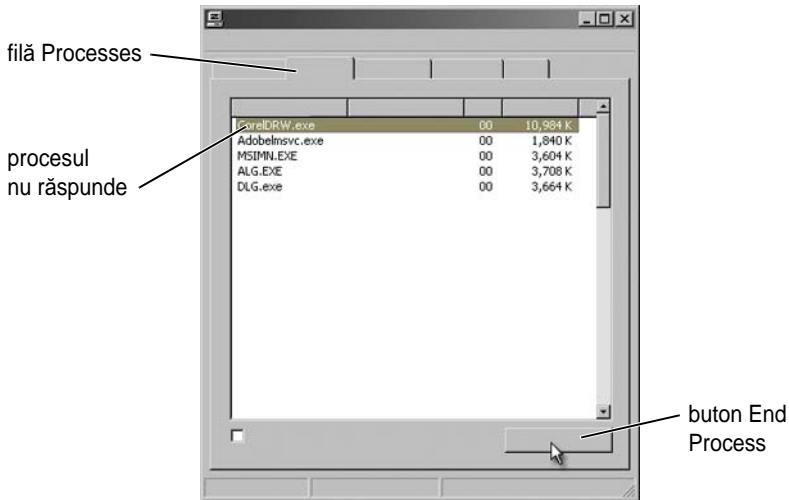 filă Processes
procesul
nu răspunde
CorelDRW.exe 00 10,984 K
Adobelmsvc.exe 00 1,840 K
MSIMN.EXE 00 3,604 K
ALG.EXE 00 3,708 K
DLG.exe 00 3,664 K
buton End
Process